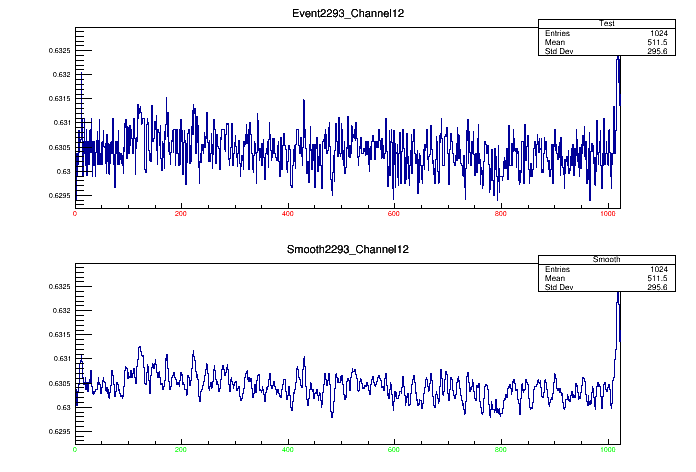 Event2293_Channel12
Test
Entries 1024
Mean 511.5
Std Dev 295.6
0.6325
0.632
0.6315
0.631
0.6305
0.63
0.6295
0 200 400 600 800 1000
Smooth2293_Channel12
Smooth
Entries 1024
Mean 511.5
Std Dev 295.6
0.6325
0.632
0.6315
0.631
0.6305
0.63
0.6295
0 200 400 600 800 1000